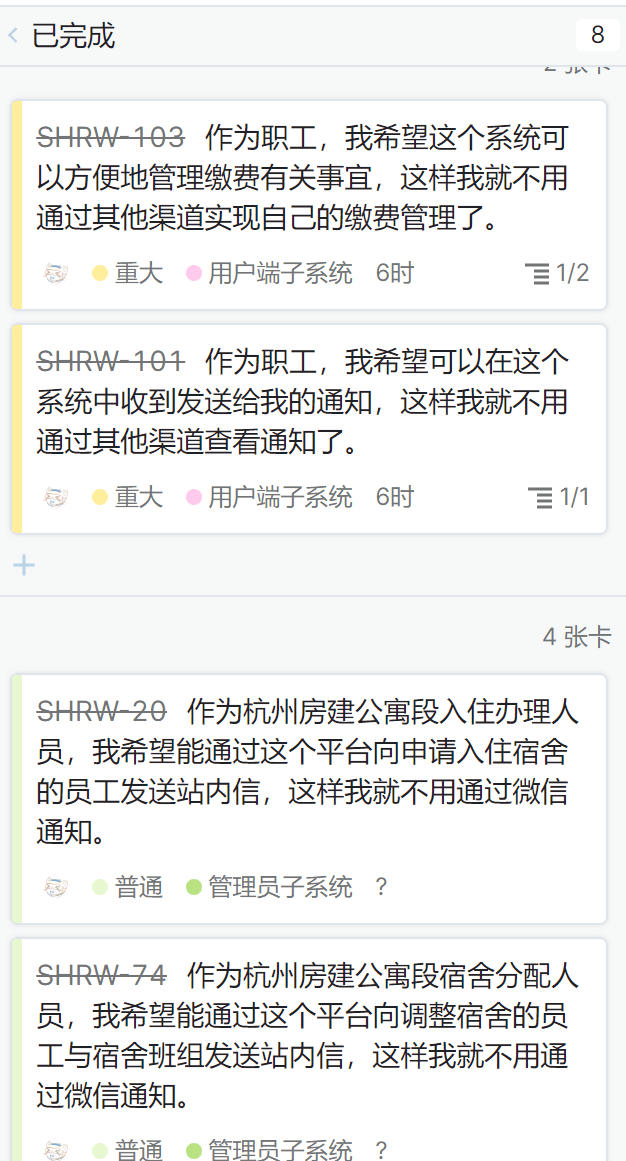 已完成 8
2 张卡
SHRW-103 作为职工，我希望这个系统可
以方便地管理缴费有关事宜，这样我就不用
通过其他渠道实现自己的缴费管理了。
重大 用户端子系统 6时 1/2
SHRW-101 作为职工，我希望可以在这个
系统中收到发送给我的通知，这样我就不用
通过其他渠道查看通知了。
重大 用户端子系统 6时 1/1
4 张卡
SHRW-20 作为杭州房建公寓段入住办理人
员，我希望能通过这个平台向申请入住宿舍
的员工发送站内信，这样我就不用通过微信
通知。
普通 管理员子系统 ?
SHRW-74 作为杭州房建公寓段宿舍分配人
员，我希望能通过这个平台向调整宿舍的员
工与宿舍班组发送站内信，这样我就不用通
过微信通知。
普通 管理员子系统 ?